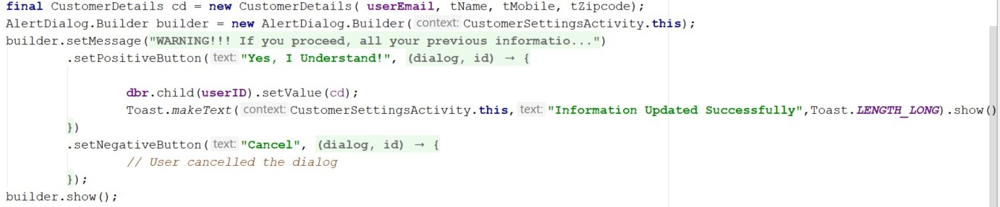 final CustomerDetails cd = new CustomerDetails( userEmail, tName, tMobile, tZipcode);
AlertDialog.Builder builder = new AlertDialog.Builder( context: CustomerSettingsActivity.this);
builder.setMessage("WARNING!!! If you proceed, all your previous informatio...")
.setPositiveButton( text: "Yes, I Understand!", (dialog, id) → {
dbr.child(userID).setValue(cd);
Toast.makeText( context: CustomerSettingsActivity.this, text: "Information Updated Successfully",Toast.LENGTH_LONG).show()
})
.setNegativeButton( text: "Cancel", (dialog, id) → {
// User cancelled the dialog
});
builder.show();